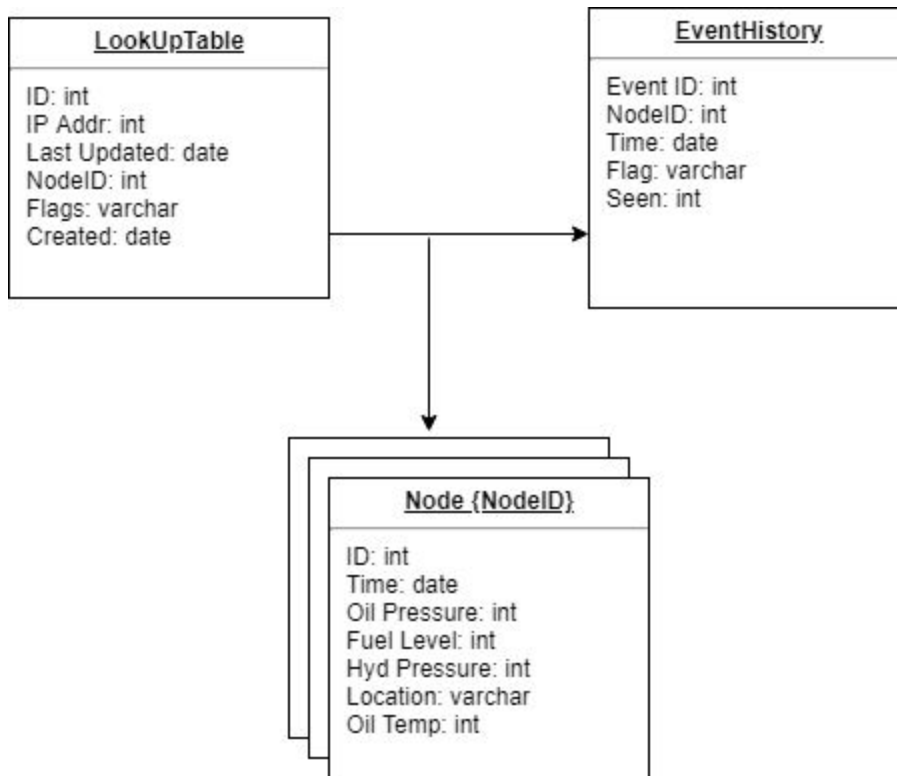 LookUpTable
ID: int
IP Addr: int
Last Updated: date
NodeID: int
Flags: varchar
Created: date
EventHistory
Event ID: int
NodeID: int
Time: date
Flag: varchar
Seen: int
Node {NodeID}
ID: int
Time: date
Oil Pressure: int
Fuel Level: int
Hyd Pressure: int
Location: varchar
Oil Temp: int